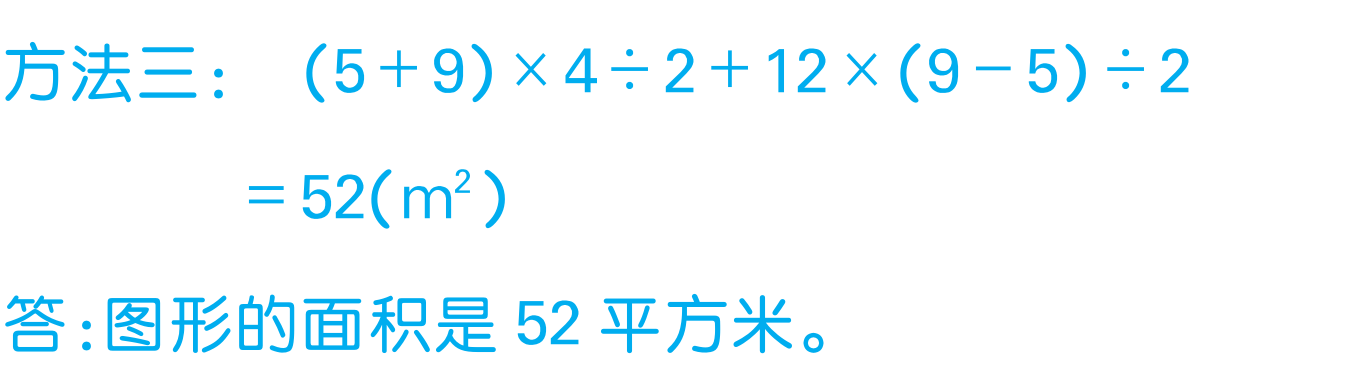 方法三： (5＋9)×4÷2＋12×(9－5)÷2
＝52(m²)
答：图形的面积是 52 平方米。